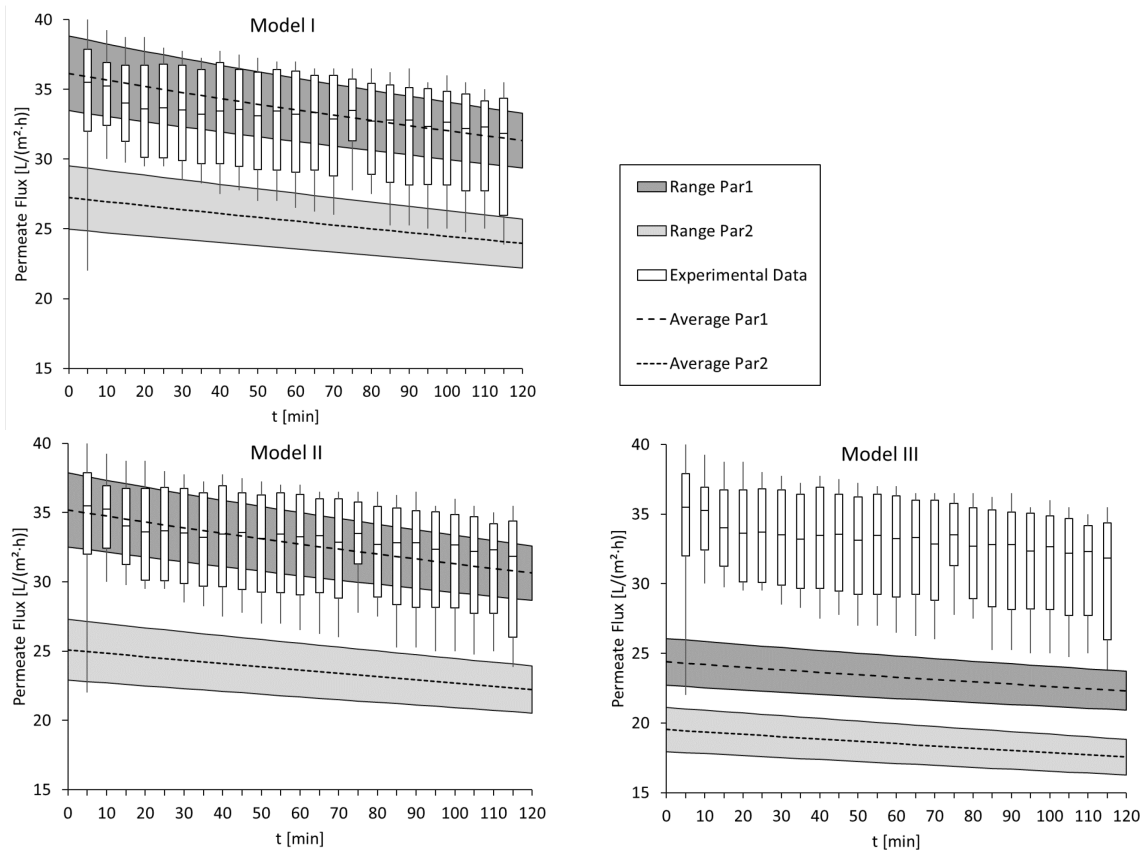 Model I
Permeate Flux [L/(m²·h)]
40
35
30
25
20
15
0 10 20 30 40 50 60 70 80 90 100 110 120
t [min]
Range Par1
Range Par2
Experimental Data
Average Par1
Average Par2
Model II
Permeate Flux [L/(m²·h)]
40
35
30
25
20
15
0 10 20 30 40 50 60 70 80 90 100 110 120
t [min]
Model III
Permeate Flux [L/(m²·h)]
40
35
30
25
20
15
0 10 20 30 40 50 60 70 80 90 100 110 120
t [min]